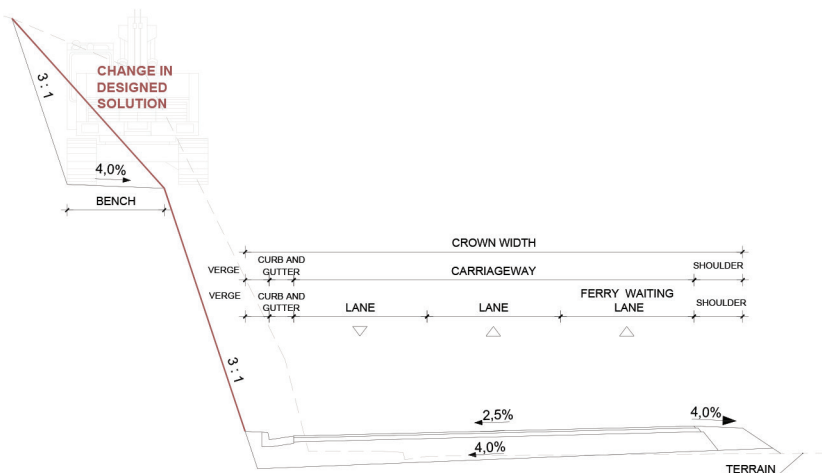 CHANGE IN
DESIGNED
SOLUTION
3:1
4,0%
BENCH
CROWN WIDTH
VERGE
CURB AND
GUTTER
CARRIAGEWAY
SHOULDER
VERGE
CURB AND
GUTTER
LANE
LANE
FERRY WAITING
LANE
SHOULDER
3:1
2,5%
4,0%
4,0%
TERRAIN